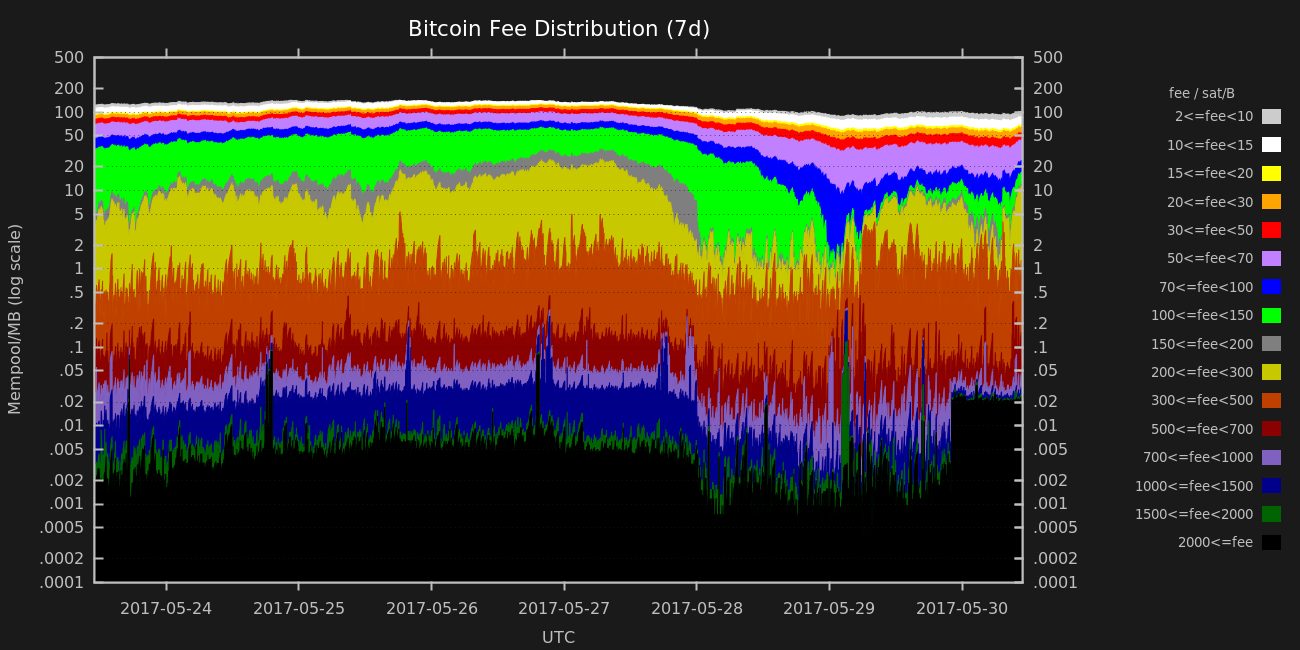 Bitcoin Fee Distribution (7d)
500 500
200 200
100 100
50 50
20 20
10 10
5 5
2 2
1 1
.5 .5
.2 .2
.1 .1
.05 .05
.02 .02
.01 .01
.005 .005
.002 .002
.001 .001
.0005 .0005
.0002 .0002
.0001 .0001
Mempool/MB (log scale)
2017-05-24 2017-05-25 2017-05-26 2017-05-27 2017-05-28 2017-05-29 2017-05-30
UTC
fee / sat/B
2<=fee<10
10<=fee<15
15<=fee<20
20<=fee<30
30<=fee<50
50<=fee<70
70<=fee<100
100<=fee<150
150<=fee<200
200<=fee<300
300<=fee<500
500<=fee<700
700<=fee<1000
1000<=fee<1500
1500<=fee<2000
2000<=fee